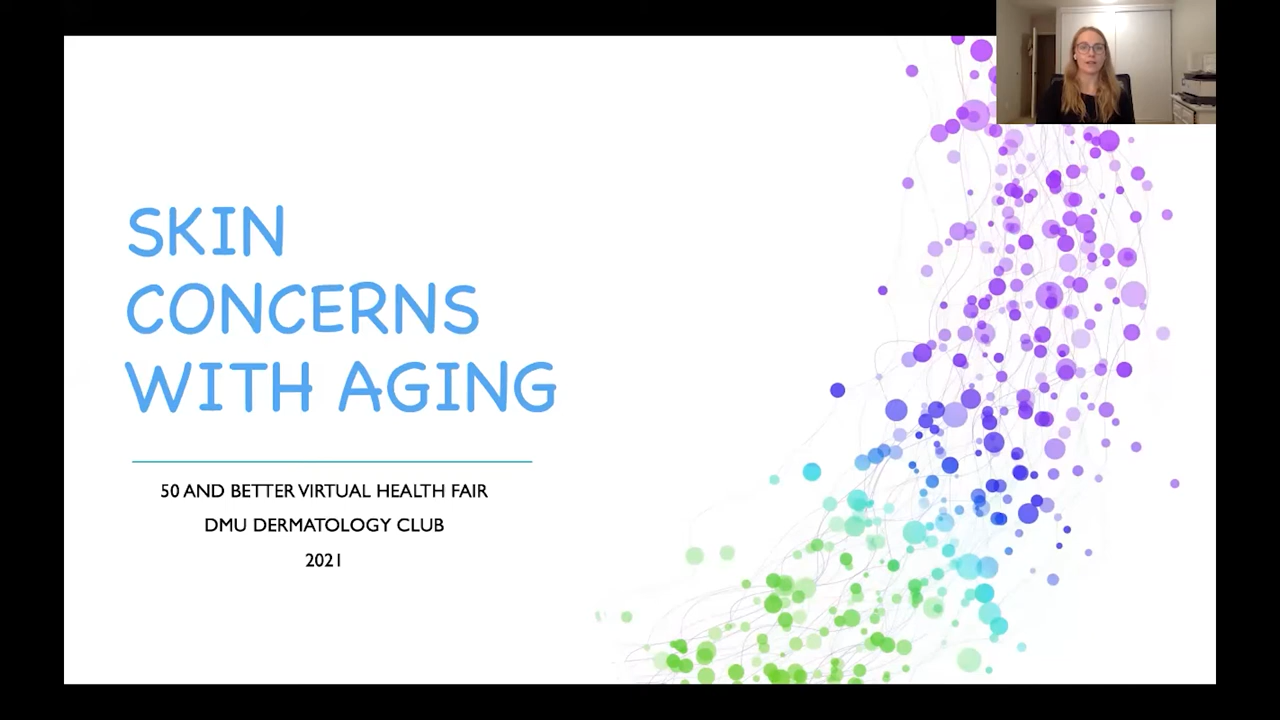 SKIN
CONCERNS
WITH AGING
50 AND BETTER VIRTUAL HEALTH FAIR
DMU DERMATOLOGY CLUB
2021